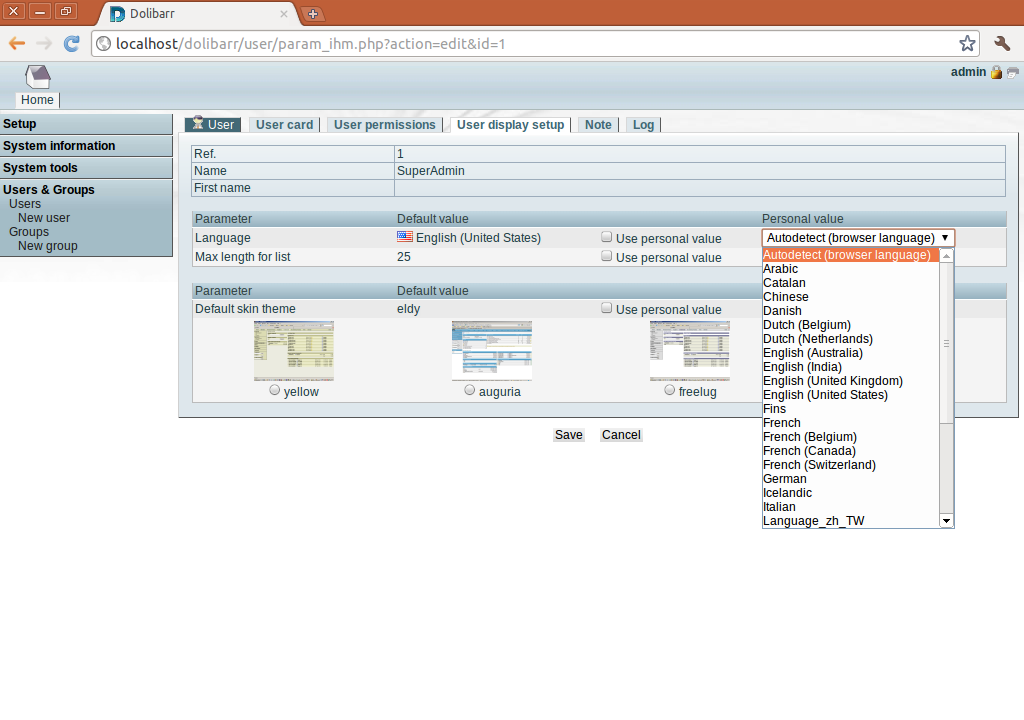 Dolibarr
localhost/dolibarr/user/param_ihm.php?action=edit&id=1
admin
Home
Setup
System information
System tools
Users & Groups
Users
New user
Groups
New group
User User card User permissions User display setup Note Log
Ref. 1
Name SuperAdmin
First name
Parameter Default value Personal value
Language English (United States) Use personal value Autodetect (browser language)
Max length for list 25 Use personal value
Parameter Default value
Default skin theme eldy Use personal value
yellow auguria freelug
Save Cancel
Autodetect (browser language)
Arabic
Catalan
Chinese
Danish
Dutch (Belgium)
Dutch (Netherlands)
English (Australia)
English (India)
English (United Kingdom)
English (United States)
Fins
French
French (Belgium)
French (Canada)
French (Switzerland)
German
Icelandic
Italian
Language_zh_TW